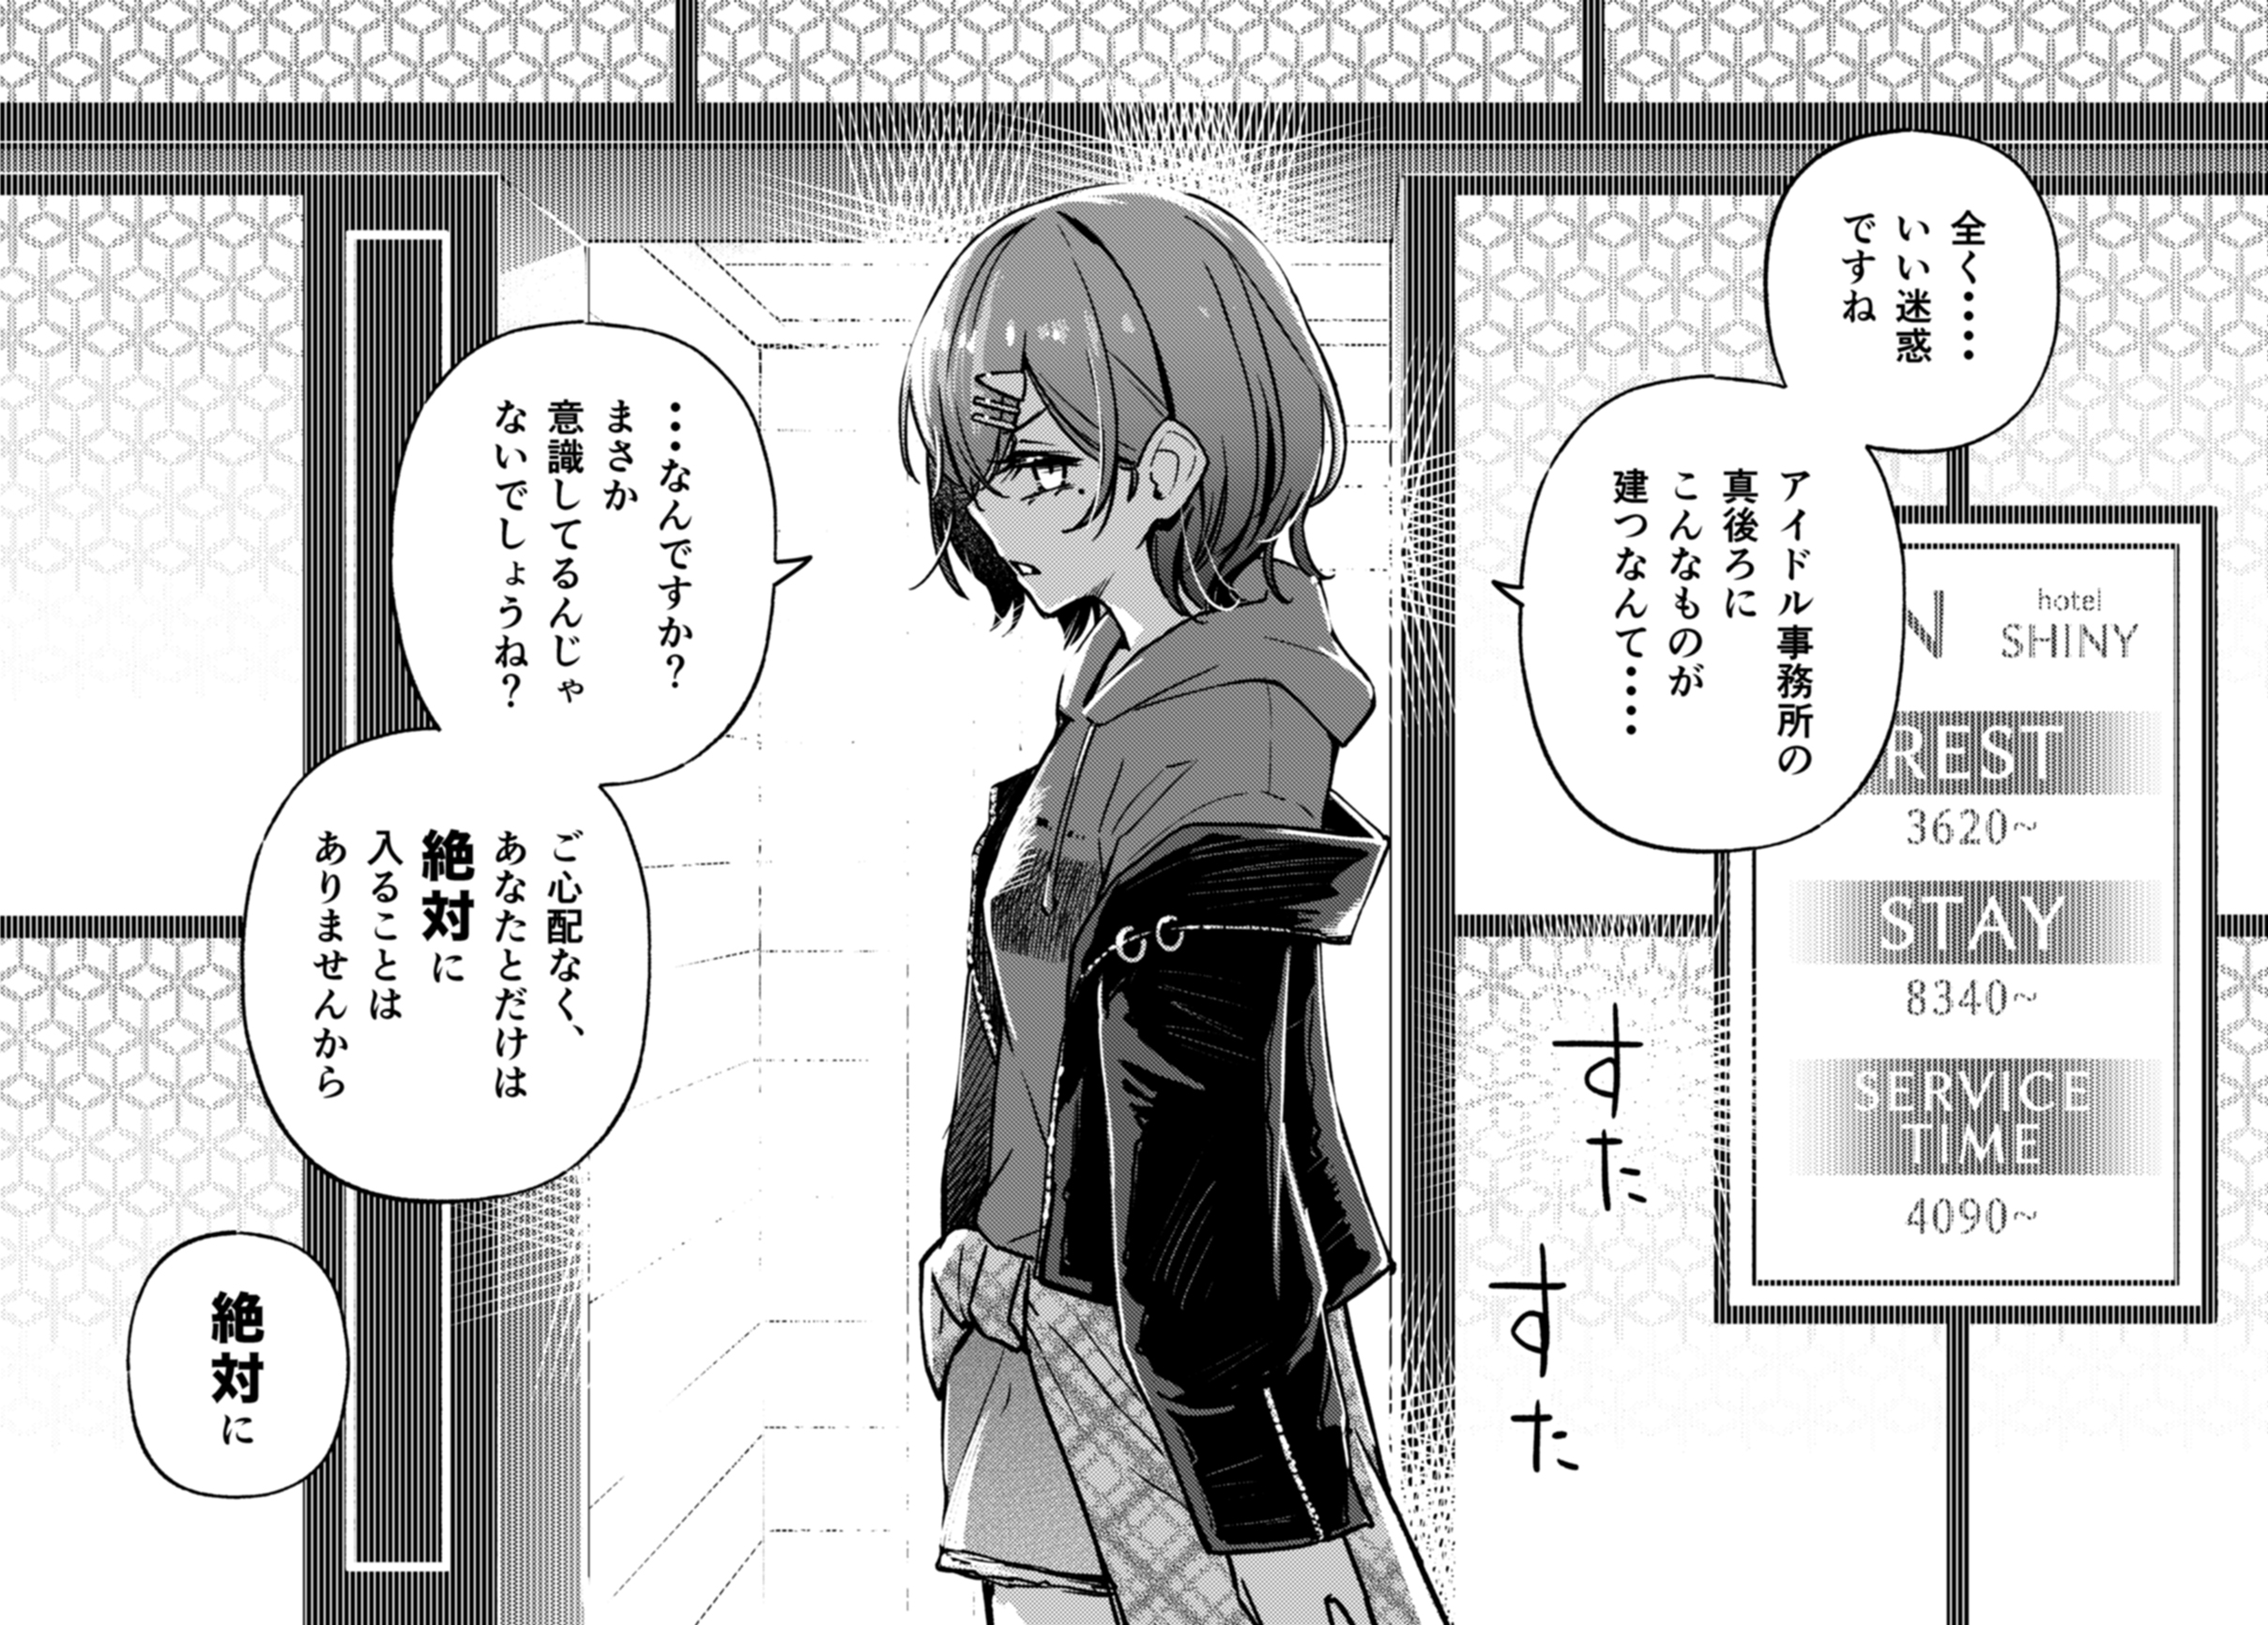 全く‥‥
いい迷惑
ですね
アイドル事務所の
真後ろに
こんなものが
建つなんて‥‥
hotel
SHINY
REST
3620~
STAY
8340~
SERVICE
TIME
4090~
すた
すた
…なんですか？
まさか
意識してるんじゃ
ないでしょうね？
ご心配なく、
あなたとだけは
絶対に
入ることは
ありませんから
絶対に